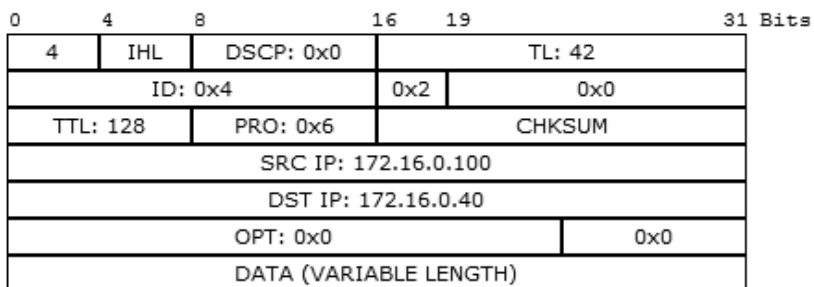 0 4 8 16 19 31 Bits
4 IHL DSCP: 0x0 TL: 42
ID: 0x4 0x2 0x0
TTL: 128 PRO: 0x6 CHKSUM
SRC IP: 172.16.0.100
DST IP: 172.16.0.40
OPT: 0x0 0x0
DATA (VARIABLE LENGTH)